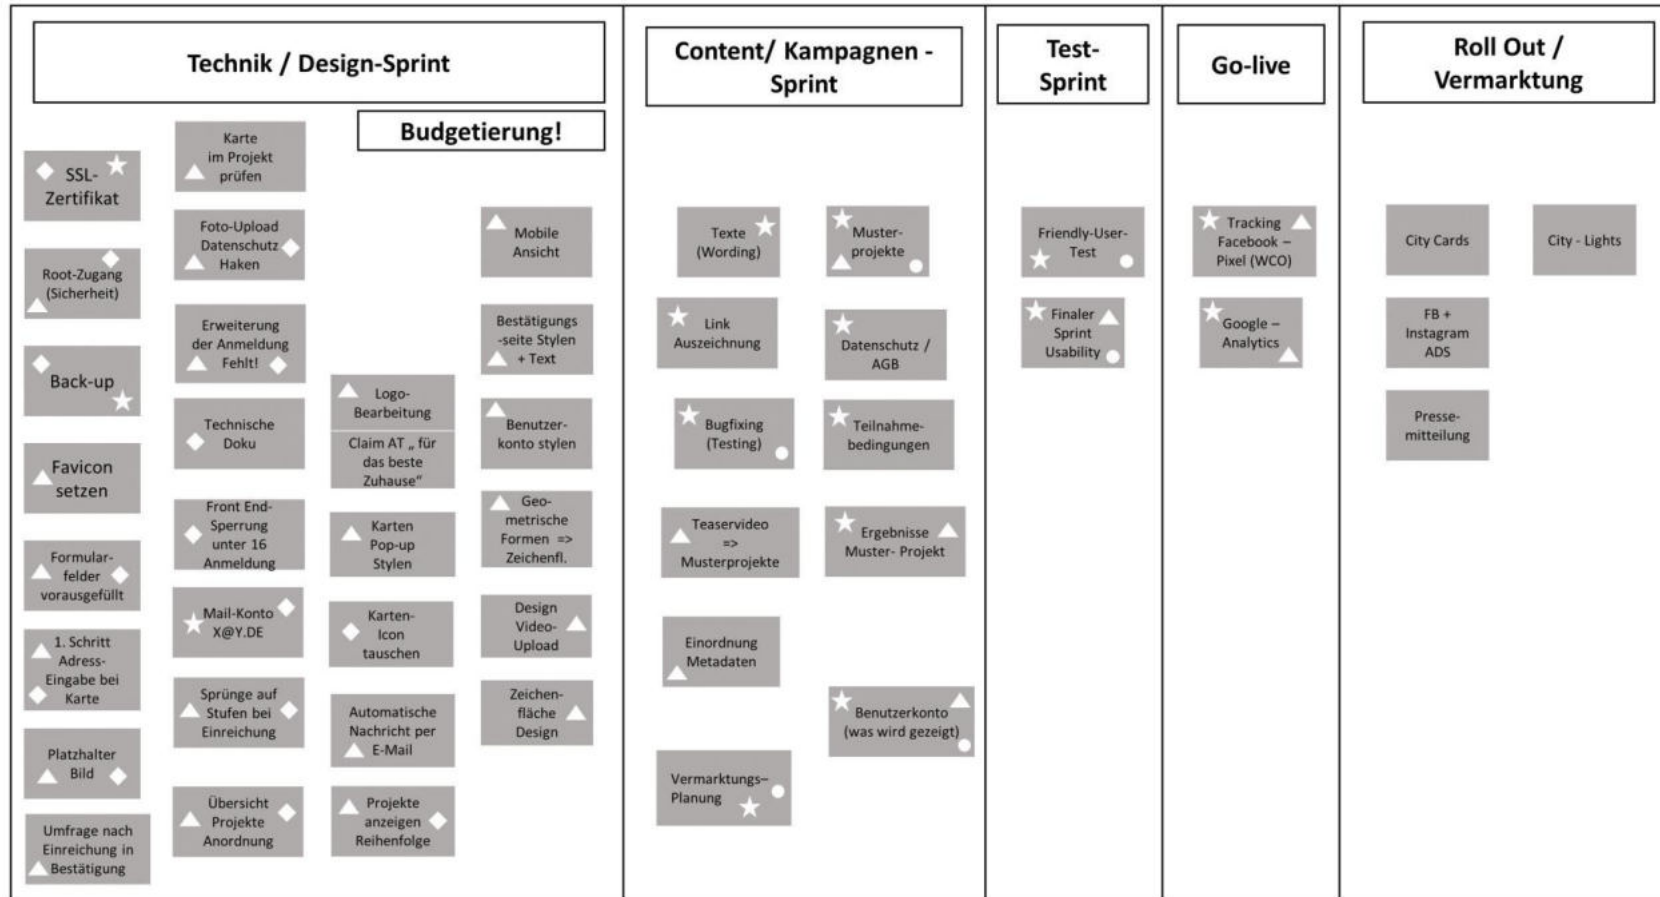 Technik / Design-Sprint
Budgetierung!
SSL-
Zertifikat
Root-Zugang
(Sicherheit)
Back-up
Favicon
setzen
Formular-
felder
vorausgefüllt
1. Schritt
Adress-
Eingabe bei
Karte
Platzhalter
Bild
Umfrage nach
Einreichung in
Bestätigung
Karte
im Projekt
prüfen
Foto-Upload
Datenschutz
Haken
Erweiterung
der Anmeldung
Fehlt!
Technische
Doku
Front End-
Sperrung
unter 16
Anmeldung
Mail-Konto
X@Y.DE
Sprünge auf
Stufen bei
Einreichung
Übersicht
Projekte
Anordnung
Logo-
Bearbeitung
Claim AT „ für
das beste
Zuhause“
Karten
Pop-up
Stylen
Karten-
Icon
tauschen
Automatische
Nachricht per
E-Mail
Projekte
anzeigen
Reihenfolge
Mobile
Ansicht
Bestätigungs
-seite Stylen
+ Text
Benutzer-
konto stylen
Geo-
metrische
Formen =>
Zeichenfl.
Design
Video-
Upload
Zeichen-
fläche
Design
Content/ Kampagnen -
Sprint
Texte
(Wording)
Link
Auszeichnung
Bugfixing
(Testing)
Teaservideo
=>
Musterprojekte
Einordnung
Metadaten
Vermarktungs–
Planung
Muster-
projekte
Datenschutz /
AGB
Teilnahme-
bedingungen
Ergebnisse
Muster- Projekt
Benutzerkonto
(was wird gezeigt)
Test-
Sprint
Friendly-User-
Test
Finaler
Sprint
Usability
Go-live
Tracking
Facebook –
Pixel (WCO)
Google –
Analytics
Roll Out /
Vermarktung
City Cards
FB +
Instagram
ADS
Presse-
mitteilung
City - Lights